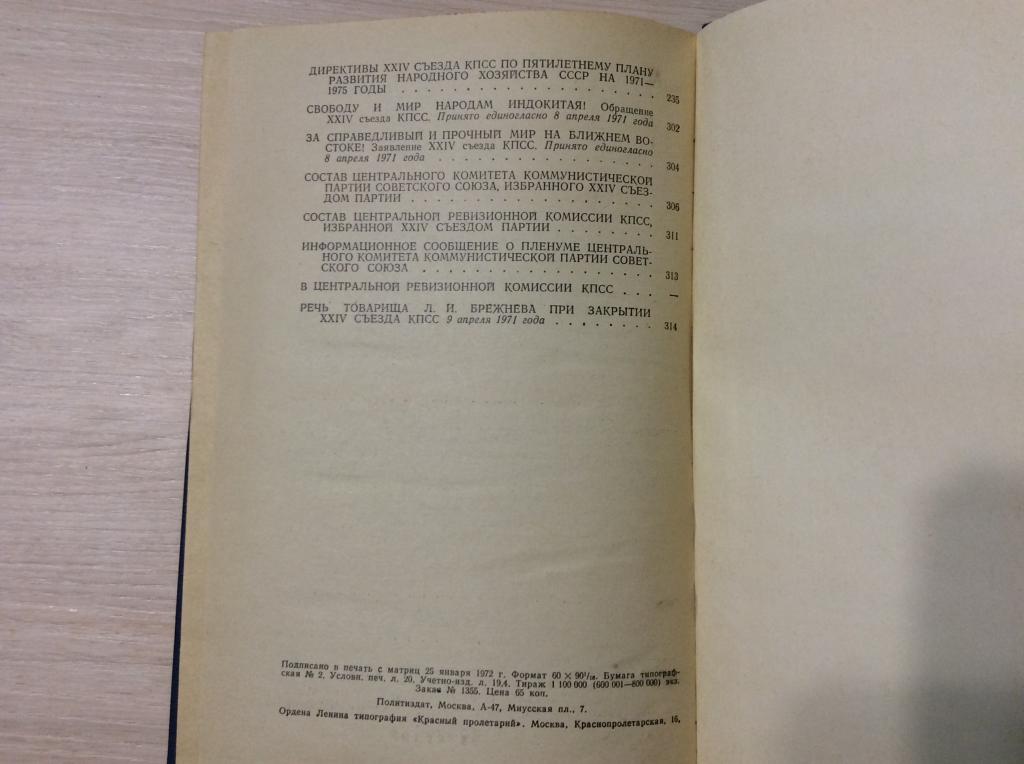 ДИРЕКТИВЫ XXIV СЪЕЗДА КПСС ПО ПЯТИЛЕТНЕМУ ПЛАНУ
РАЗВИТИЯ НАРОДНОГО ХОЗЯЙСТВА СССР НА 1971—
1975 ГОДЫ . . . . . . . . . . . . . . . . . . 235
СВОБОДУ И МИР НАРОДАМ ИНДОКИТАЯ! Обращение
XXIV съезда КПСС. Принято единогласно 8 апреля 1971 года 302
ЗА СПРАВЕДЛИВЫЙ И ПРОЧНЫЙ МИР НА БЛИЖНЕМ ВО-
СТОКЕ! Заявление XXIV съезда КПСС. Принято единогласно
8 апреля 1971 года . . . . . . . . . . . . . . . 304
СОСТАВ ЦЕНТРАЛЬНОГО КОМИТЕТА КОММУНИСТИЧЕСКОЙ
ПАРТИИ СОВЕТСКОГО СОЮЗА, ИЗБРАННОГО XXIV СЪЕЗ-
ДОМ ПАРТИИ . . . . . . . . . . . . . . . . . 306
СОСТАВ ЦЕНТРАЛЬНОЙ РЕВИЗИОННОЙ КОМИССИИ КПСС,
ИЗБРАННОЙ XXIV СЪЕЗДОМ ПАРТИИ . . . . . . . 311
ИНФОРМАЦИОННОЕ СООБЩЕНИЕ О ПЛЕНУМЕ ЦЕНТРАЛЬ-
НОГО КОМИТЕТА КОММУНИСТИЧЕСКОЙ ПАРТИИ СОВЕТ-
СКОГО СОЮЗА . . . . . . . . . . . . . . . . 313
В ЦЕНТРАЛЬНОЙ РЕВИЗИОННОЙ КОМИССИИ КПСС . . . —
РЕЧЬ ТОВАРИЩА Л. И. БРЕЖНЕВА ПРИ ЗАКРЫТИИ
XXIV СЪЕЗДА КПСС 9 апреля 1971 года . . . . . . . . 314
Подписано в печать с матриц 25 января 1972 г. Формат 60 × 90¹/₁₆. Бумага типограф-
ская № 2. Условн. печ. л. 20. Учетно-изд. л. 19,4. Тираж 1 100 000 (600 001—800 000) экз.
Заказ № 1355. Цена 65 коп.
Политиздат, Москва, А-47, Миусская пл., 7.
Ордена Ленина типография «Красный пролетарий». Москва, Краснопролетарская, 16.